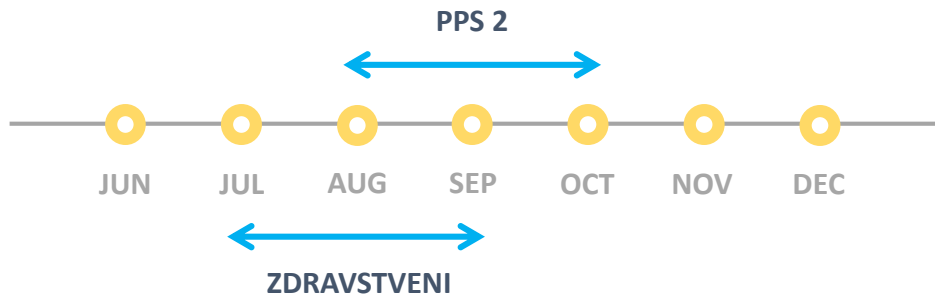 PPS 2
JUN JUL AUG SEP OCT NOV DEC
ZDRAVSTVENI